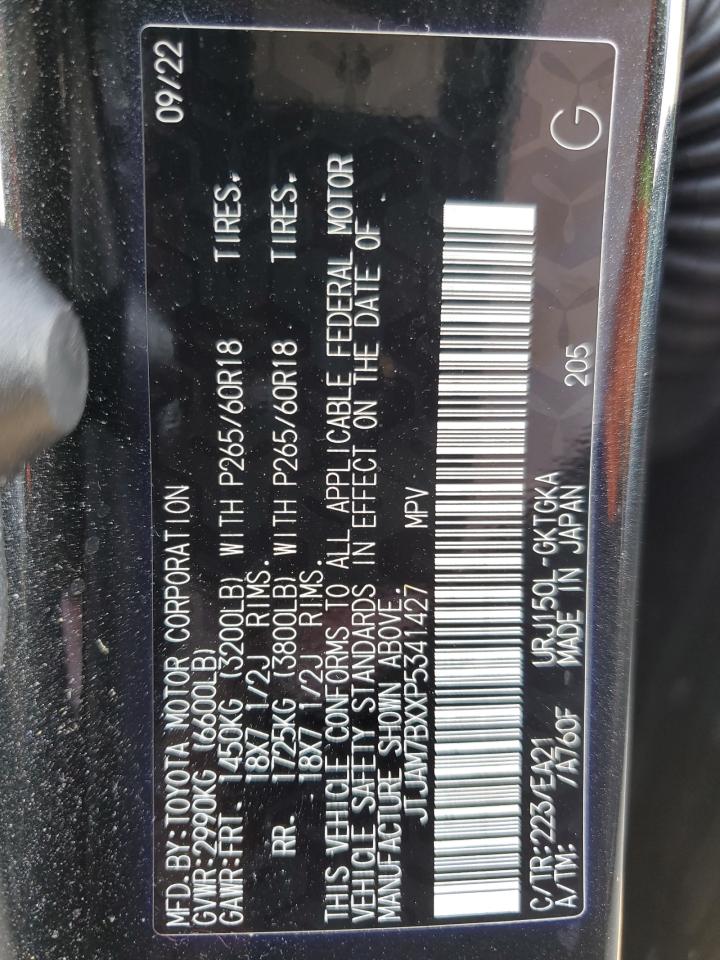 MFD. BY:TOYOTA MOTOR CORPORATION 09/22
GVWR:2990KG (6600LB)
GAWR:FRT. 1450KG (3200LB) WITH P265/60R18 TIRES.
18X7 1/2J RIMS.
RR. 1725KG (3800LB) WITH P265/60R18 TIRES.
18X7 1/2J RIMS.
THIS VEHICLE CONFORMS TO ALL APPLICABLE FEDERAL MOTOR
VEHICLE SAFETY STANDARDS IN EFFECT ON THE DATE OF
MANUFACTURE SHOWN ABOVE.
JTJAM7BXXP5341427 MPV
C/TR:223/EA21 URJ150L-GKTGKA 205 G
A/TM: /A760F MADE IN JAPAN